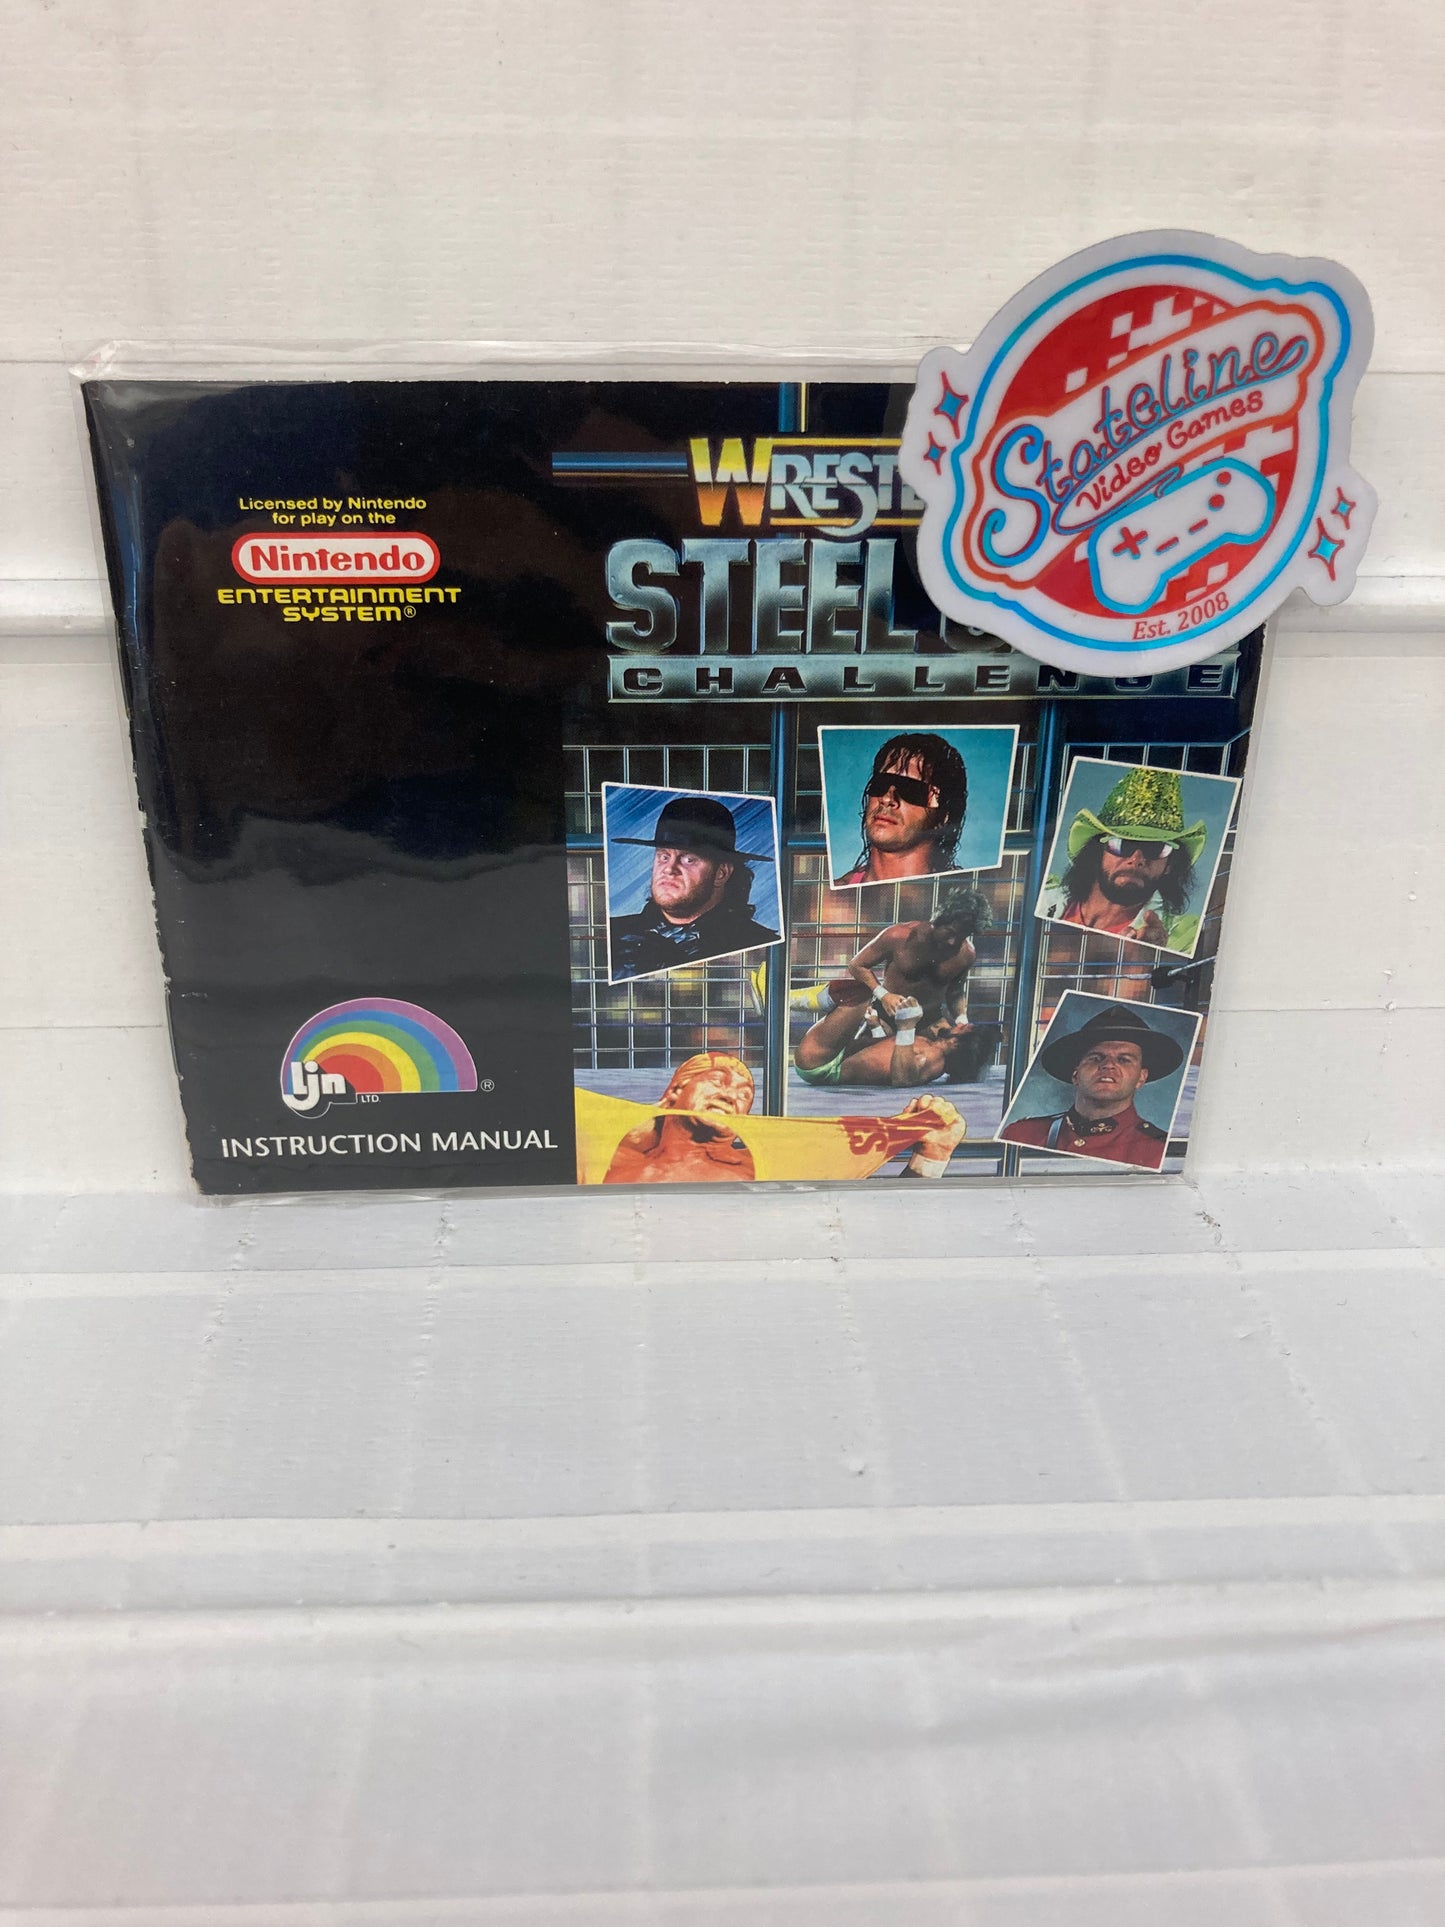 Licensed by Nintendo
for play on the
Nintendo
ENTERTAINMENT
SYSTEM®
WRESTLE
STEEL
CHALLENGE
Stateline
Video Games
Est. 2008
LJN
LTD.
®
INSTRUCTION MANUAL